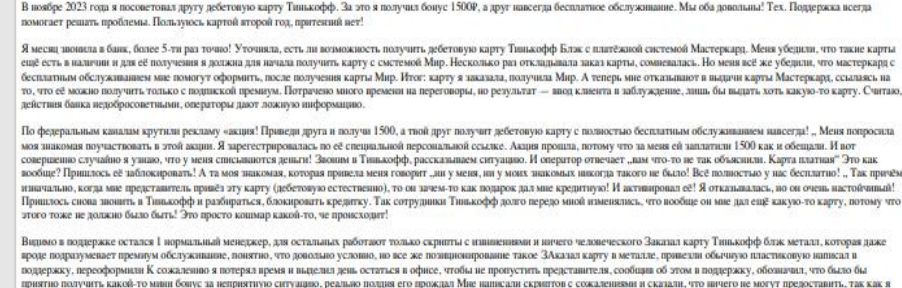 В ноябре 2023 года я посоветовал другу дебетовую карту Тинькофф. За это я получил бонус 1500₽, а друг навсегда бесплатное обслуживание. Мы оба довольны! Тех. Поддержка всегда
помогает решать проблемы. Пользуюсь картой второй год, притензий нет!
Я месяц звонила в банк, более 5-ти раз точно! Уточняла, есть ли возможность получить дебетовую карту Тинькофф Блэк с платёжной системой Мастеркард. Меня убедили, что такие карты
ещё есть в наличии и для её получения я должна для начала получить карту с смстемой Мир. Несколько раз откладывала заказ карты, сомневалась. Но меня всё же убедили, что мастеркард с
бесплатным обслуживанием мне помогут оформить, после получения карты Мир. Итог: карту я заказала, получила Мир. А теперь мне отказывают в выдачи карты Мастеркард, ссылаясь на
то, что её можно получить только с подпиской премиум. Потрачено много времени на переговоры, но результат — ввод клиента в заблуждение, лишь бы выдать хоть какую-то карту. Считаю,
действия банка недобросоветными, операторы дают ложную информацию.
По федеральным каналам крутили рекламу «акция! Приведи друга и получи 1500, а твой друг получит дебетовую карту с полностью бесплатным обслуживанием навсегда! „ Меня попросила
моя знакомая поучаствовать в этой акции. Я зарегестрировалась по её специальной персональной ссылке. Акция прошла, потому что за меня ей заплатили 1500 как и обещали. И вот
совершенно случайно я узнаю, что у меня списываются деньги! Звоним в Тинькофф, рассказываем ситуацию. И оператор отвечает „вам что-то не так объяснили. Карта платная“ Это как
вообще? Пришлось её заблокировать! А та моя знакомая, которая привела меня говорит „ни у меня, ни у моих знакомых никогда такого не было! Всё полностью у нас бесплатно! „ Так причём
изначально, когда мне представитель привёз эту карту (дебетовую естественно), то он зачем-то как подарок дал мне кредитную! И активировал её! Я отказывалась, но он очень настойчивый!
Пришлось снова звонить в Тинькофф и разбираться, блокировать кредитку. Так сотрудники Тинькофф долго передо мной извинялись, что вообще он мне дал ещё какую-то карту, потому что
этого тоже не должно было быть! Это просто кошмар какой-то, че происходит!
Видимо в поддержке остался 1 нормальный менеджер, для остальных работают только скрипты с извинениями и ничего человеческого Заказал карту Тинькофф блэк металл, которая даже
вроде подразумевает премиум обслуживание, понятно, что довольно условно, но все же позиционирование такое ЗАказал карту в металле, привезли обычную пластиковую написал в
поддержку, переоформили К сожалению я потерял время и выделил день остаться в офисе, чтобы не пропустить представителя, сообщив об этом в поддержку, обозначил, что было бы
приятно получить какой-то мини бонус за неприятную ситуацию, реально полдня его прождал Мне написали скриптов с сожалениями и сказали, что ничего не могут предоставить, так как я